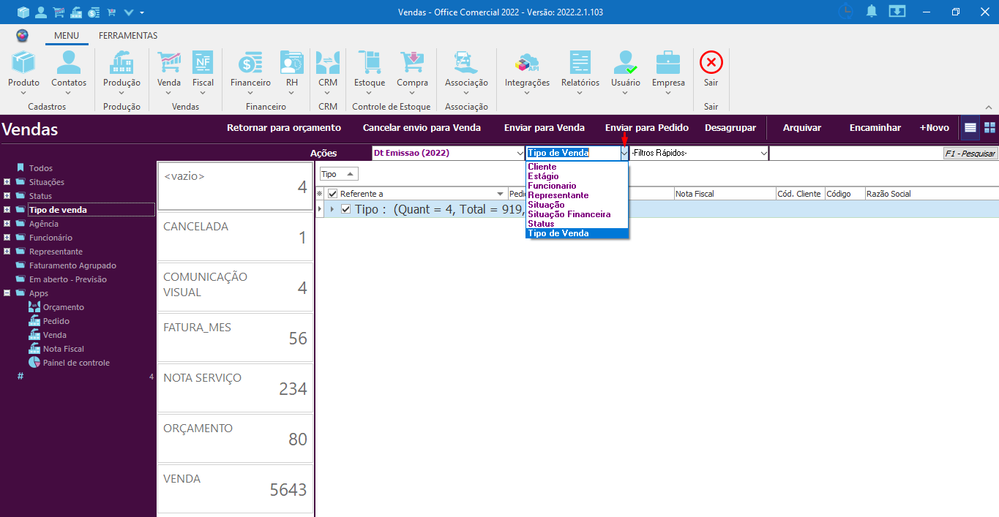 Vendas - Office Comercial 2022 - Versão: 2022.2.1.103
MENU FERRAMENTAS
NF API
Produto Contatos Produção Venda Fiscal Financeiro RH CRM Estoque Compra Associação Integrações Relatórios Usuário Empresa Sair
Cadastros Produção Vendas Financeiro CRM Controle de Estoque Associação Sair
Vendas Retornar para orçamento Cancelar envio para Venda Enviar para Venda Enviar para Pedido Desagrupar Arquivar Encaminhar +Novo
Ações Dt Emissao (2022) Tipo de Venda -Filtros Rápidos- F1 - Pesquisar
Todos
Situações
Status
Tipo de venda
Agência
Funcionário
Representante
Faturamento Agrupado
Em aberto - Previsão
Apps
Orçamento
Pedido
Venda
Nota Fiscal
Painel de controle
# 4
<vazio>
4
CANCELADA
1
COMUNICAÇÃO
VISUAL
4
FATURA_MES
56
NOTA SERVIÇO
234
ORÇAMENTO
80
VENDA
5643
Cliente
Estágio
Funcionario
Representante
Situação
Situação Financeira
Status
Tipo de Venda
Tipo
Referente a Pedi Nota Fiscal Cód. Cliente Código Razão Social
Tipo : (Quant = 4, Total = 919,